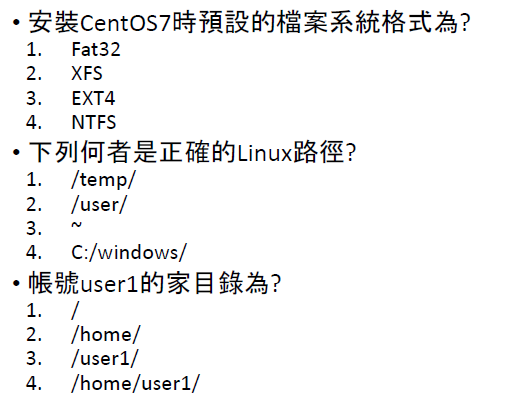 • 安裝CentOS7時預設的檔案系統格式為?
1. Fat32
2. XFS
3. EXT4
4. NTFS
• 下列何者是正確的Linux路徑?
1. /temp/
2. /user/
3. ~
4. C:/windows/
• 帳號user1的家目錄為?
1. /
2. /home/
3. /user1/
4. /home/user1/